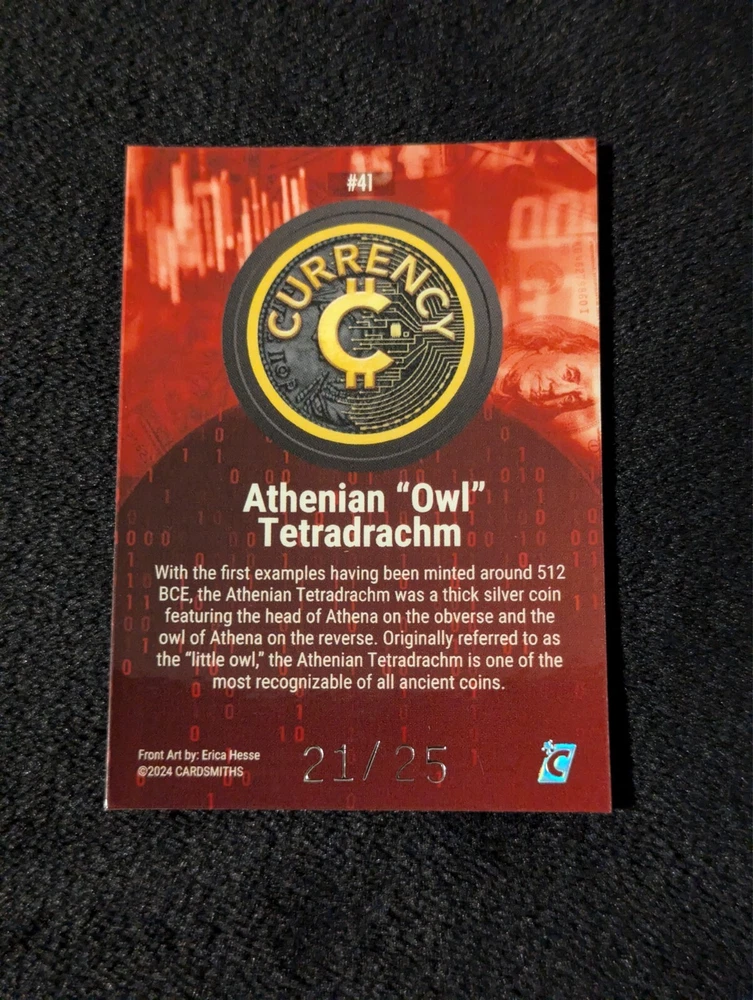 #41
CURRENCY
Athenian “Owl”
Tetradrachm
With the first examples having been minted around 512
BCE, the Athenian Tetradrachm was a thick silver coin
featuring the head of Athena on the obverse and the
owl of Athena on the reverse. Originally referred to as
the “little owl,” the Athenian Tetradrachm is one of the
most recognizable of all ancient coins.
Front Art by: Erica Hesse
©2024 CARDSMITHS
21/25
C